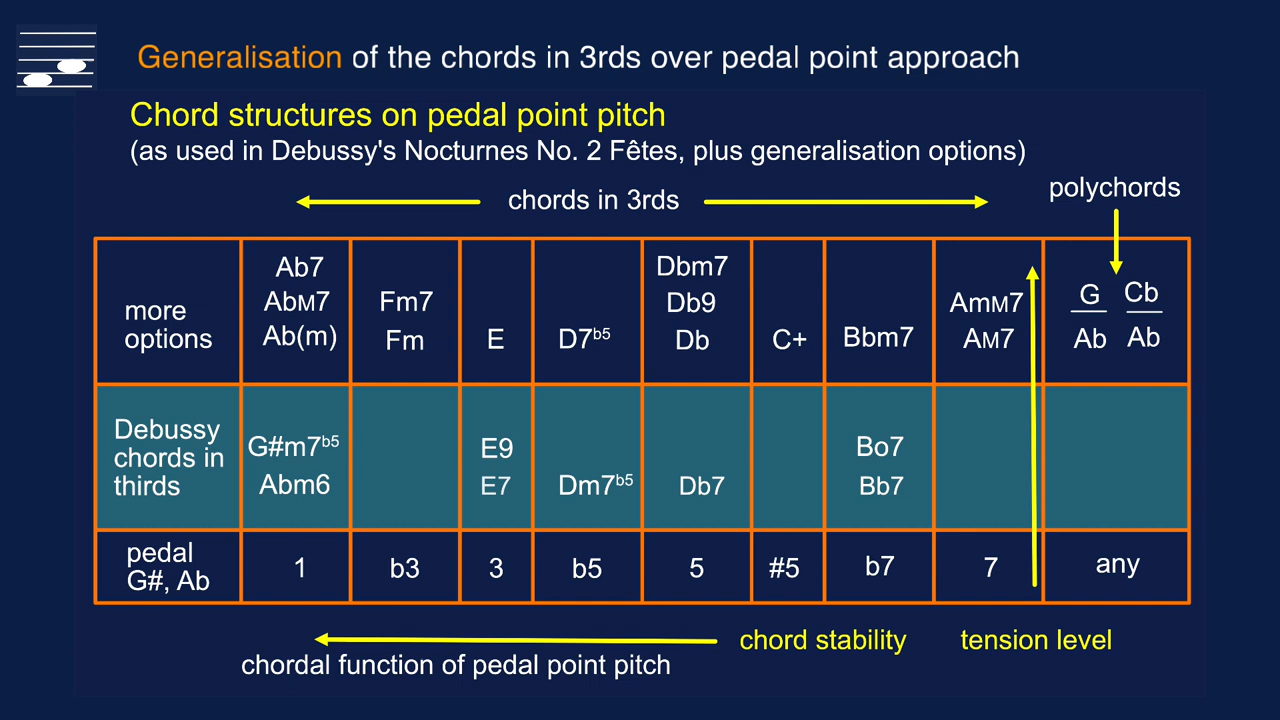 Generalisation of the chords in 3rds over pedal point approach
Chord structures on pedal point pitch
(as used in Debussy's Nocturnes No. 2 Fêtes, plus generalisation options)
chords in 3rds
polychords
more
options
Ab7
AbM7
Ab(m)
Fm7
Fm
E
D7b5
Dbm7
Db9
Db
C+
Bbm7
AmM7
AM7
G
Ab
Cb
Ab
Debussy
chords in
thirds
G#m7b5
Abm6
E9
E7
Dm7b5
Db7
Bo7
Bb7
pedal
G#, Ab
1
b3
3
b5
5
#5
b7
7
any
chord stability
tension level
chordal function of pedal point pitch